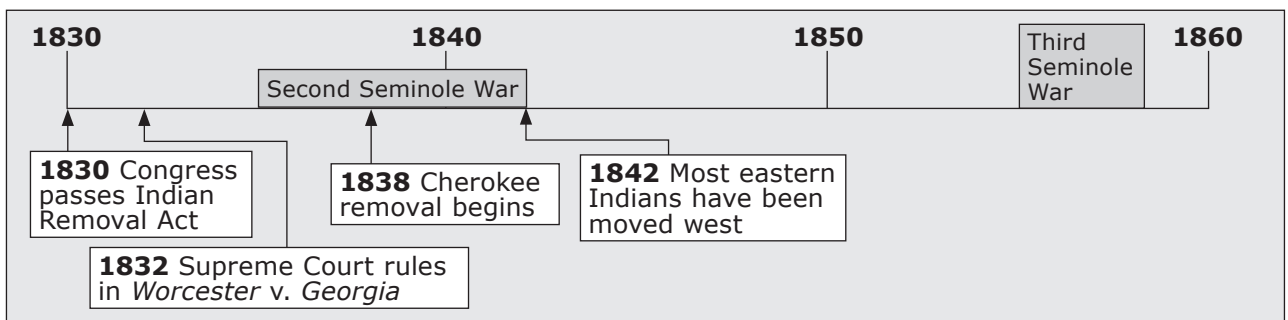 1830
1840
1850
1860
Third
Seminole
War
Second Seminole War
1830 Congress
passes Indian
Removal Act
1832 Supreme Court rules
in Worcester v. Georgia
1838 Cherokee
removal begins
1842 Most eastern
Indians have been
moved west